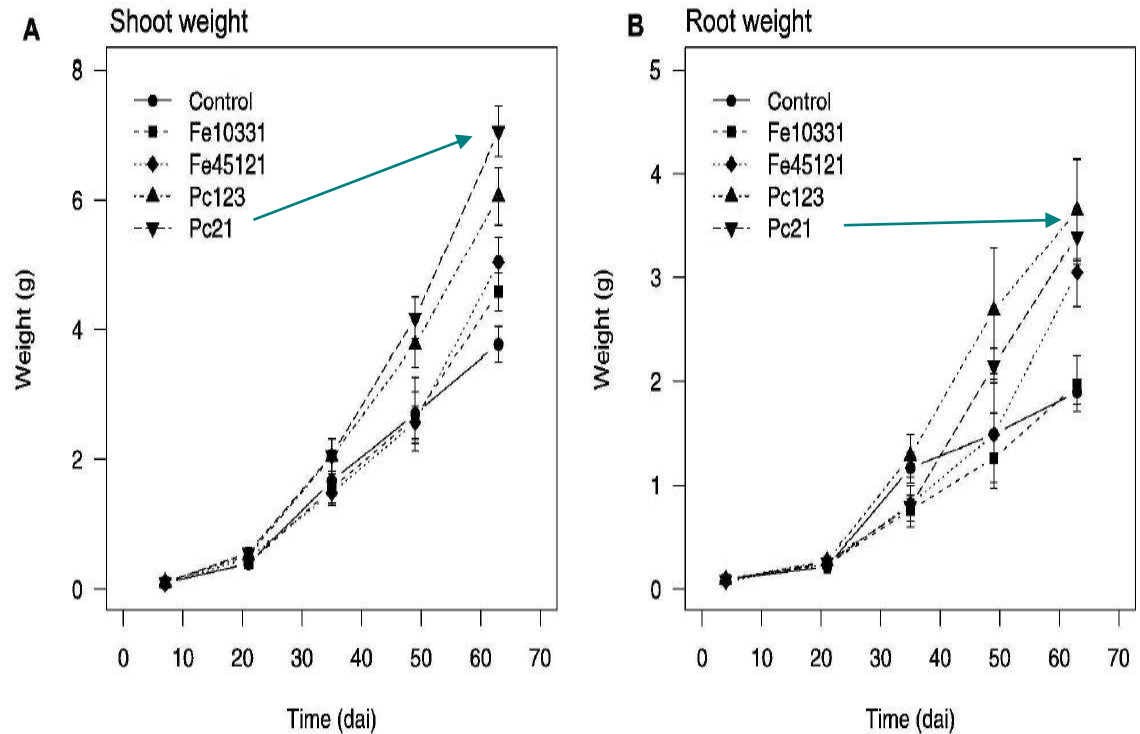 A Shoot weight
8
6
4
2
0
Weight (g)
Control
Fe10331
Fe45121
Pc123
Pc21
0 10 20 30 40 50 60 70
Time (dai)
B Root weight
5
4
3
2
1
0
Weight (g)
Control
Fe10331
Fe45121
Pc123
Pc21
0 10 20 30 40 50 60 70
Time (dai)